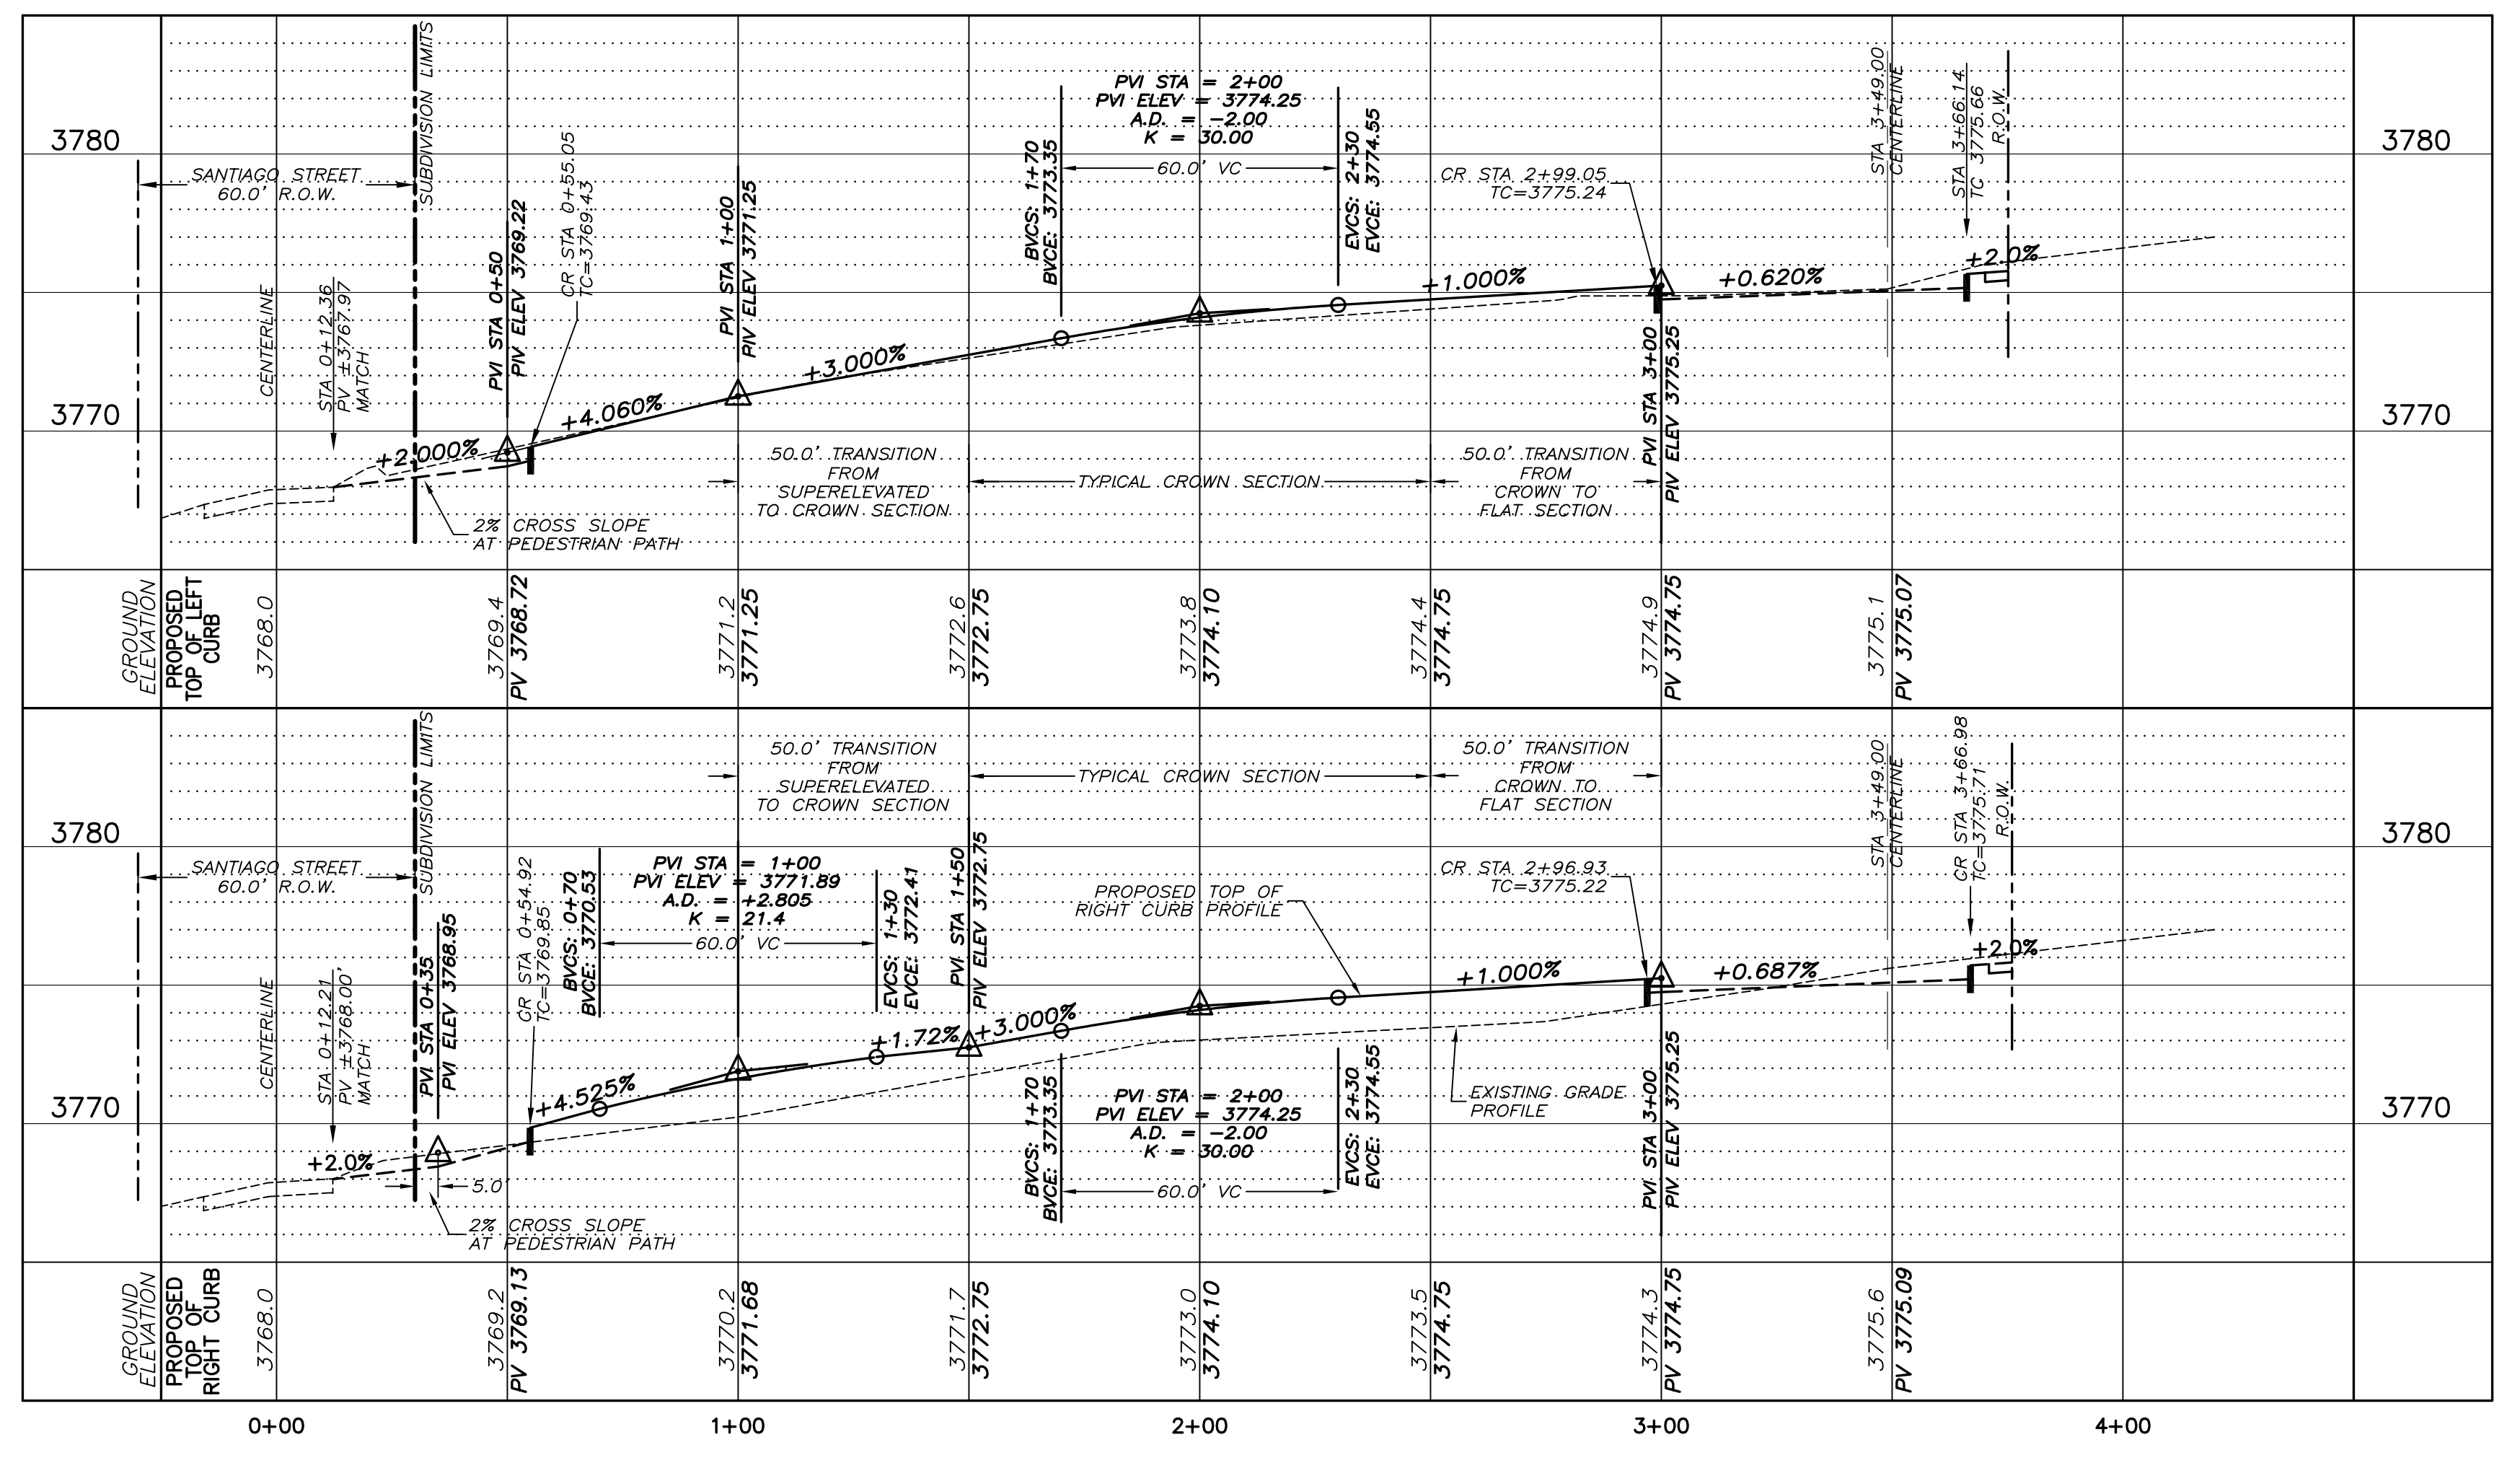 3780
3780
3770
3770
SANTIAGO STREET
60.0' R.O.W.
SUBDIVISION LIMITS
CENTERLINE
STA 0+12.36
PV ±3767.97
MATCH
+2.000%
2% CROSS SLOPE
AT PEDESTRIAN PATH
PVI STA 0+50
PIV ELEV 3769.22
CR STA 0+55.05
TC=3769.43
+4.060%
PVI STA 1+00
PIV ELEV 3771.25
+3.000%
50.0' TRANSITION
FROM
SUPERELEVATED
TO CROWN SECTION
BVCS: 1+70
BVCE: 3773.35
PVI STA = 2+00
PVI ELEV = 3774.25
A.D. = -2.00
K = 30.00
60.0' VC
EVCS: 2+30
EVCE: 3774.55
TYPICAL CROWN SECTION
+1.000%
CR STA 2+99.05
TC=3775.24
50.0' TRANSITION
FROM
CROWN TO
FLAT SECTION
PVI STA 3+00
PIV ELEV 3775.25
+0.620%
STA 3+49.00
CENTERLINE
STA 3+66.14
TC 3775.66
R.O.W.
+2.0%
GROUND
ELEVATION
PROPOSED
TOP OF LEFT
CURB
3768.0
3769.4
PV 3768.72
3771.2
3771.25
3772.6
3772.75
3773.8
3774.10
3774.4
3774.75
3774.9
PV 3774.75
3775.1
PV 3775.07
3780
3780
3770
3770
SANTIAGO STREET
60.0' R.O.W.
SUBDIVISION LIMITS
CENTERLINE
STA 0+12.21
PV ±3768.00'
MATCH
+2.0%
5.0'
2% CROSS SLOPE
AT PEDESTRIAN PATH
PVI STA 0+35
PVI ELEV 3768.95
CR STA 0+54.92
TC=3769.85
+4.525%
BVCS: 0+70
BVCE: 3770.53
PVI STA = 1+00
PVI ELEV = 3771.89
A.D. = +2.805
K = 21.4
60.0' VC
EVCS: 1+30
EVCE: 3772.41
50.0' TRANSITION
FROM
SUPERELEVATED
TO CROWN SECTION
+1.72%
PVI STA 1+50
PIV ELEV 3772.75
+3.000%
TYPICAL CROWN SECTION
PROPOSED TOP OF
RIGHT CURB PROFILE
BVCS: 1+70
BVCE: 3773.35
PVI STA = 2+00
PVI ELEV = 3774.25
A.D. = -2.00
K = 30.00
60.0' VC
EVCS: 2+30
EVCE: 3774.55
+1.000%
EXISTING GRADE
PROFILE
CR STA 2+96.93
TC=3775.22
50.0' TRANSITION
FROM
CROWN TO
FLAT SECTION
PVI STA 3+00
PIV ELEV 3775.25
+0.687%
STA 3+49.00
CENTERLINE
CR STA 3+66.98
TC=3775.71
R.O.W.
+2.0%
GROUND
ELEVATION
PROPOSED
TOP OF
RIGHT CURB
3768.0
3769.2
PV 3769.13
3770.2
3771.68
3771.7
3772.75
3773.0
3774.10
3773.5
3774.75
3774.3
PV 3774.75
3775.6
PV 3775.09
0+00
1+00
2+00
3+00
4+00